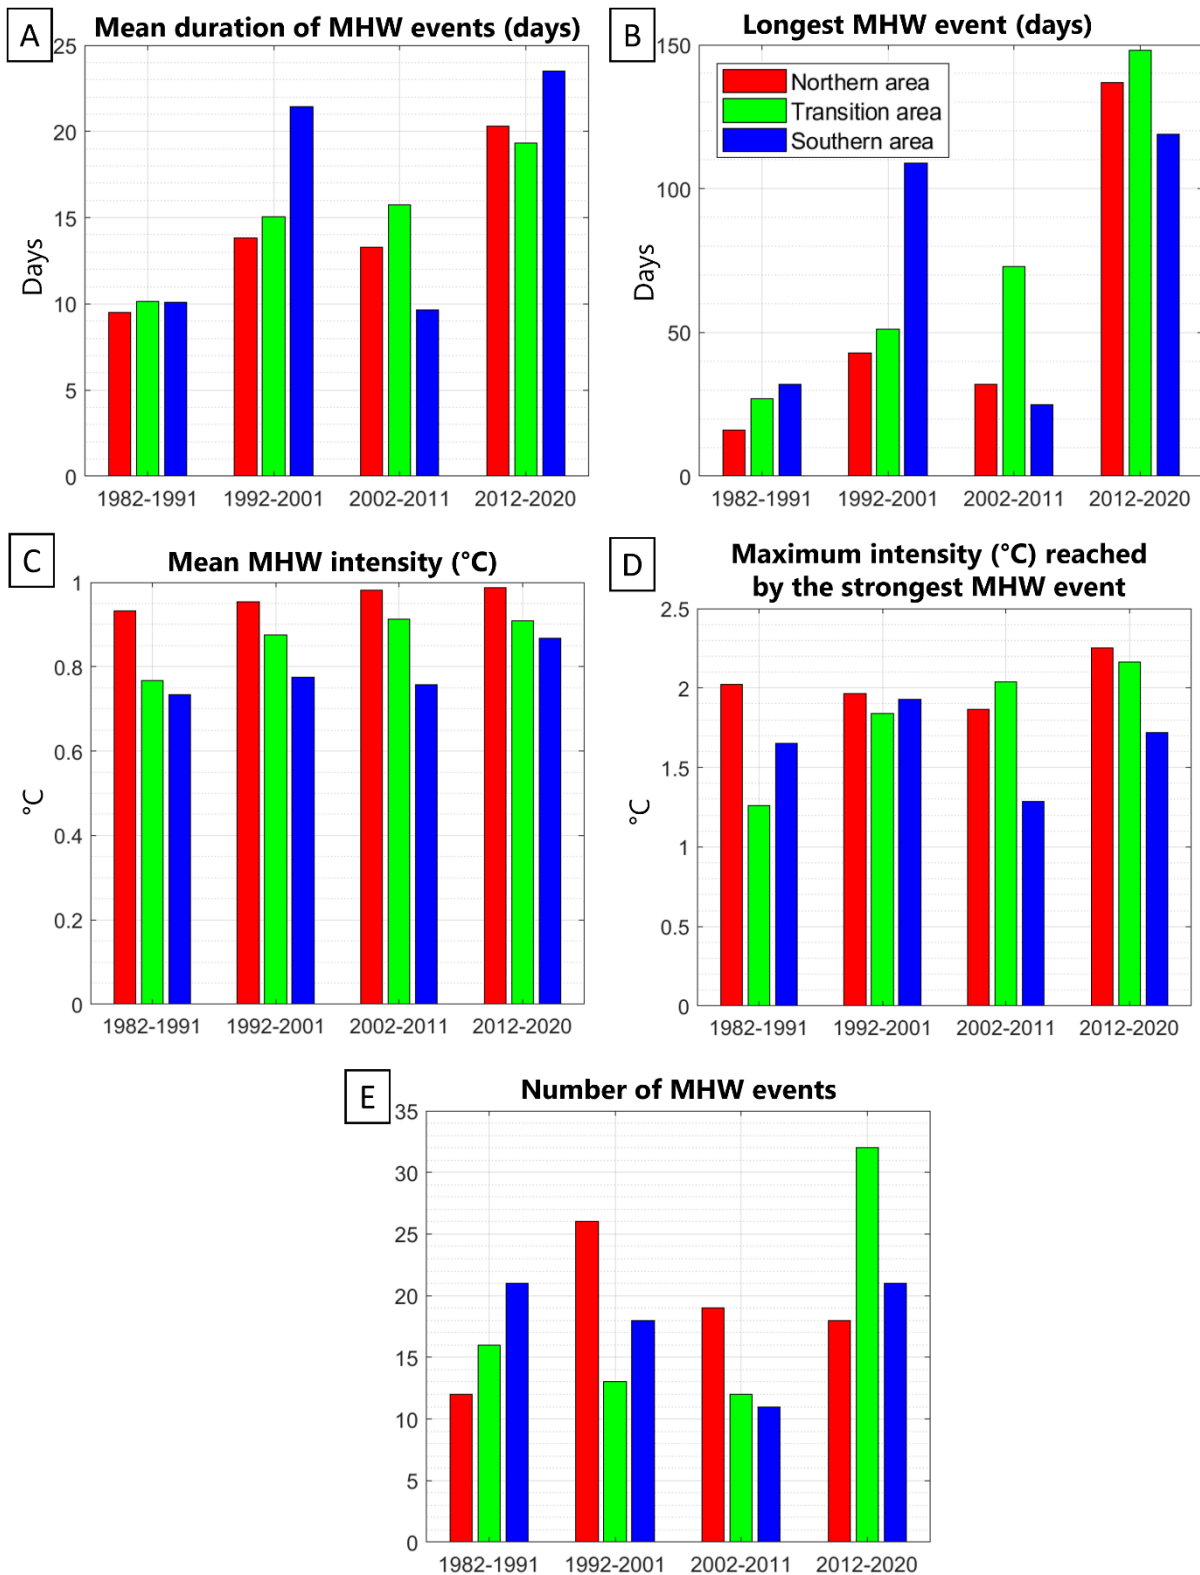 A
Mean duration of MHW events (days)
25
20
15
10
5
0
Days
1982-1991
1992-2001
2002-2011
2012-2020
B
Longest MHW event (days)
150
100
50
0
Days
Northern area
Transition area
Southern area
1982-1991
1992-2001
2002-2011
2012-2020
C
Mean MHW intensity (°C)
1
0.8
0.6
0.4
0.2
0
°C
1982-1991
1992-2001
2002-2011
2012-2020
D
Maximum intensity (°C) reached
by the strongest MHW event
2.5
2
1.5
1
0.5
0
°C
1982-1991
1992-2001
2002-2011
2012-2020
E
Number of MHW events
35
30
25
20
15
10
5
0
1982-1991
1992-2001
2002-2011
2012-2020